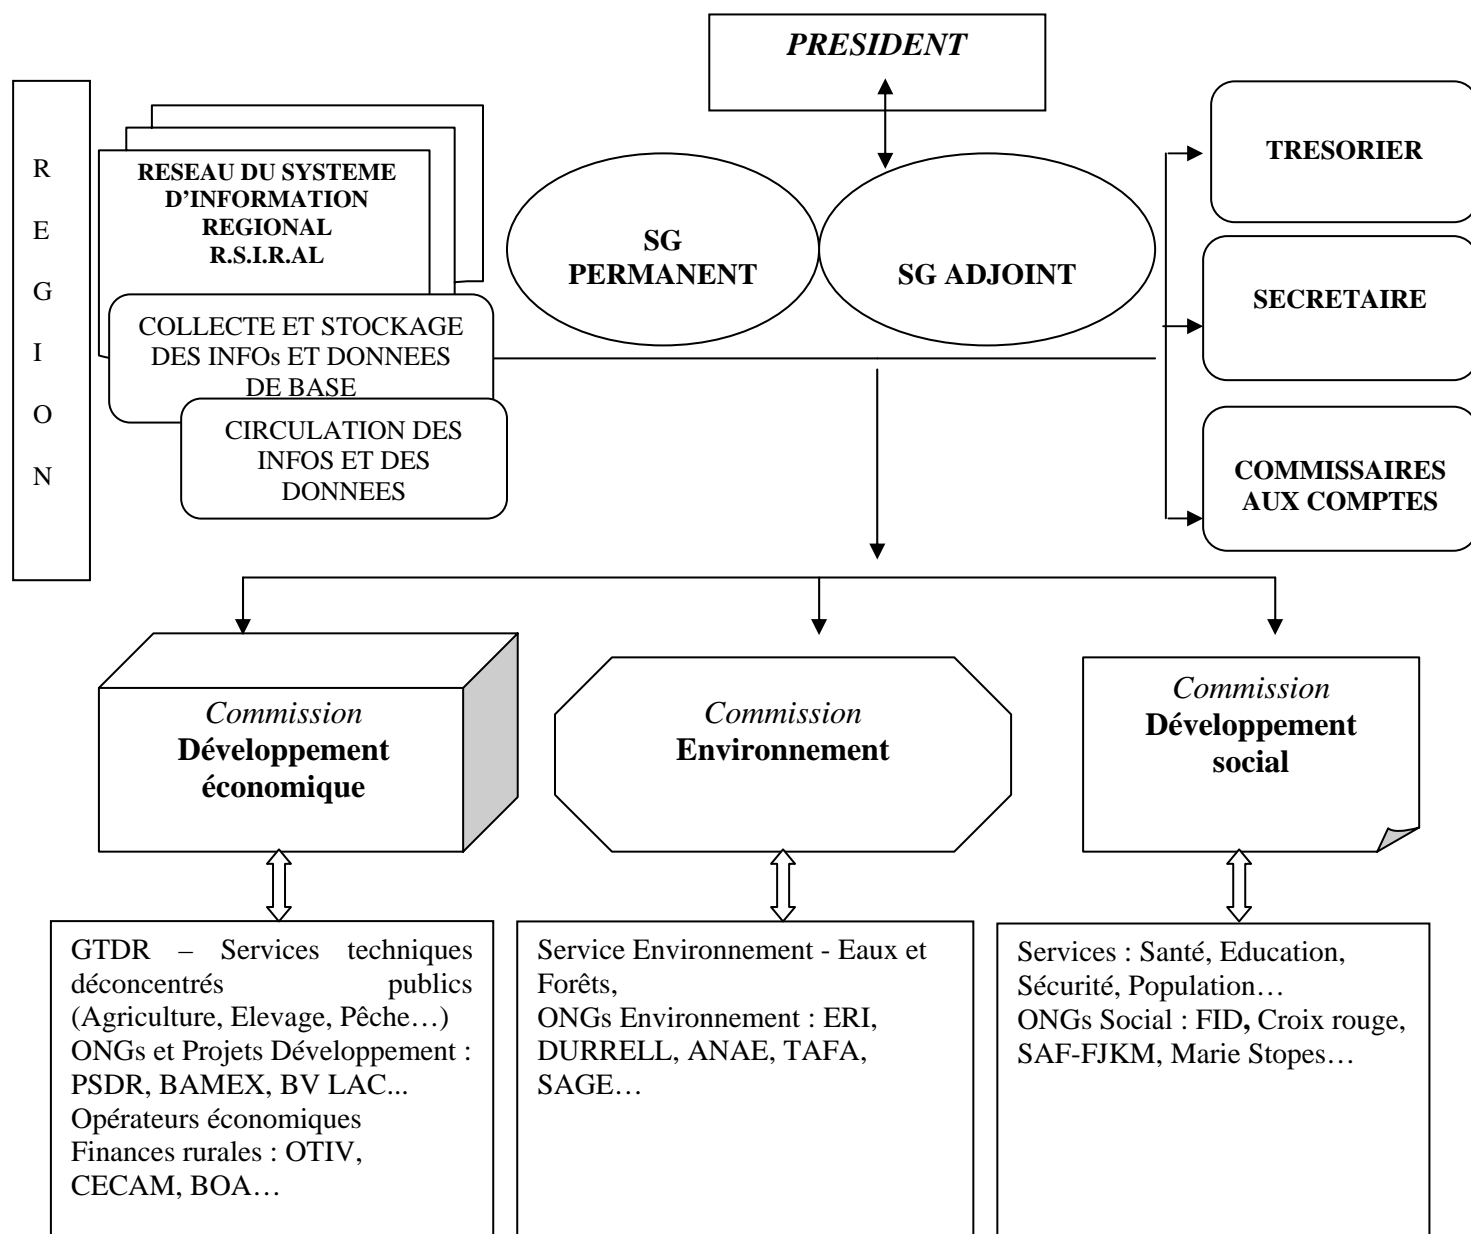 PRESIDENT
R
E
G
I
O
N
RESEAU DU SYSTEME
D’INFORMATION
REGIONAL
R.S.I.R.AL
COLLECTE ET STOCKAGE
DES INFOs ET DONNEES
DE BASE
CIRCULATION DES
INFOS ET DES
DONNEES
SG
PERMANENT
SG ADJOINT
TRESORIER
SECRETAIRE
COMMISSAIRES
AUX COMPTES
Commission
Développement
économique
Commission
Environnement
Commission
Développement
social
GTDR – Services techniques
déconcentrés publics
(Agriculture, Elevage, Pêche…)
ONGs et Projets Développement :
PSDR, BAMEX, BV LAC...
Opérateurs économiques
Finances rurales : OTIV,
CECAM, BOA…
Service Environnement - Eaux et
Forêts,
ONGs Environnement : ERI,
DURRELL, ANAE, TAFA,
SAGE…
Services : Santé, Education,
Sécurité, Population…
ONGs Social : FID, Croix rouge,
SAF-FJKM, Marie Stopes…